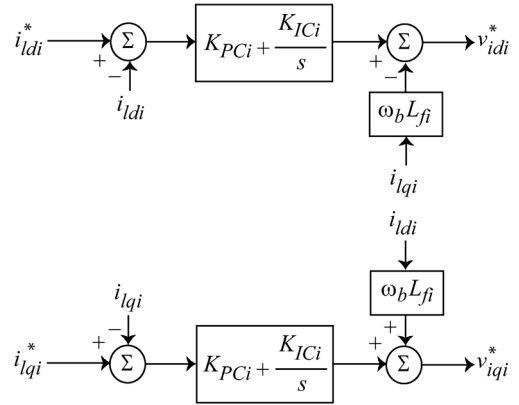 i*ldi
Σ
+
−
ildi
KPCi + KICi/s
Σ
+
−
v*idi
ωbLfi
ilqi
ildi
ωbLfi
ilqi
−
+
i*lqi
Σ
KPCi + KICi/s
+
+
Σ
v*iqi